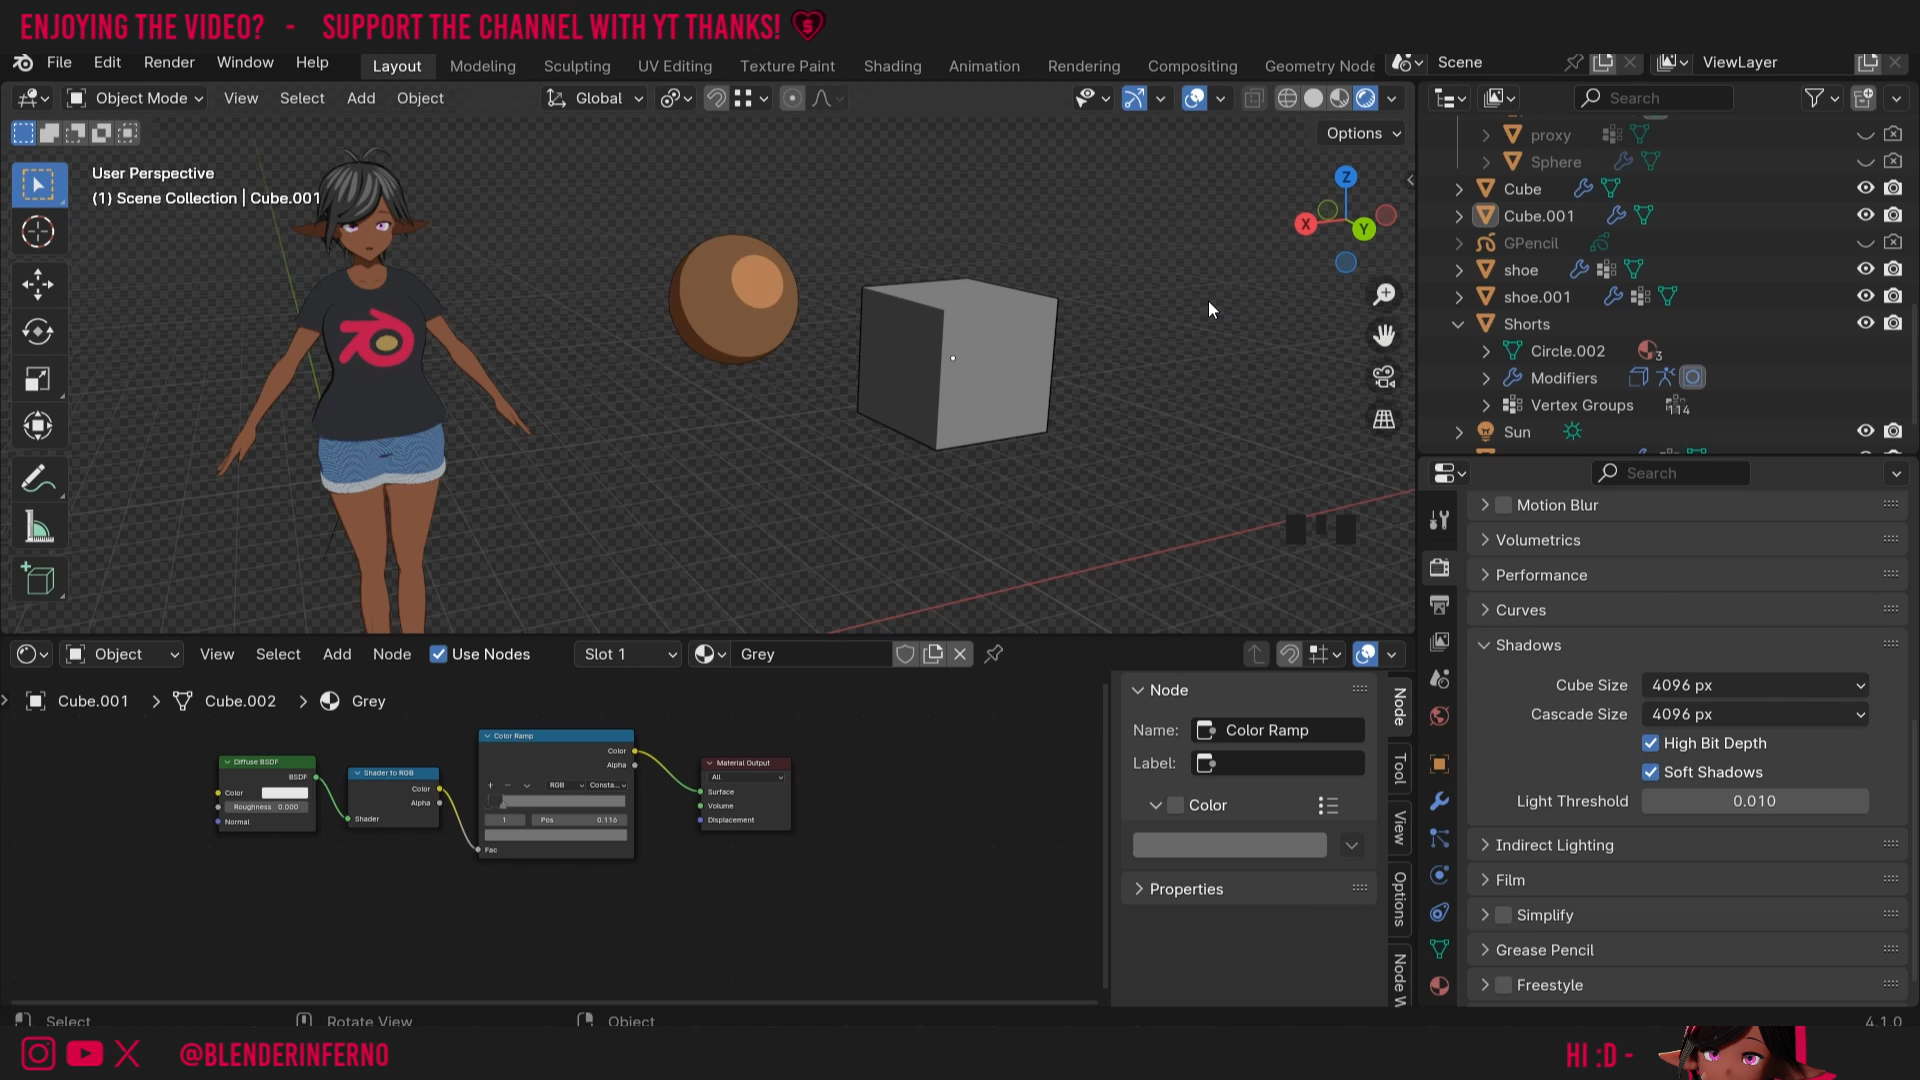 ENJOYING THE VIDEO? - SUPPORT THE CHANNEL WITH YT THANKS!
File Edit Render Window Help Layout Modeling Sculpting UV Editing Texture Paint Shading Animation Rendering Compositing Geometry Node Scene ViewLayer
Object Mode View Select Add Object Global Search
Options
User Perspective
(1) Scene Collection | Cube.001
Z
X
Y
proxy
Sphere
Cube
Cube.001
GPencil
shoe
shoe.001
Shorts
Circle.002 3
Modifiers
Vertex Groups 114
Sun
Search
Motion Blur
Volumetrics
Performance
Curves
Shadows
Cube Size 4096 px
Cascade Size 4096 px
High Bit Depth
Soft Shadows
Light Threshold 0.010
Indirect Lighting
Film
Simplify
Grease Pencil
Freestyle
Object View Select Add Node Use Nodes Slot 1 Grey
Cube.001 > Cube.002 > Grey
Diffuse BSDF
BSDF
Color
Roughness 0.000
Normal
Shader to RGB
Color
Alpha
Shader
Color Ramp
Color
Alpha
+ - RGB Consta...
1 Pos 0.116
Fac
Material Output
All
Surface
Volume
Displacement
Node
Name: Color Ramp
Label:
Color
Properties
Node
Tool
View
Options
Node W
Select Rotate View Object 4.1.0
@BLENDERINFERNO
HI :D -